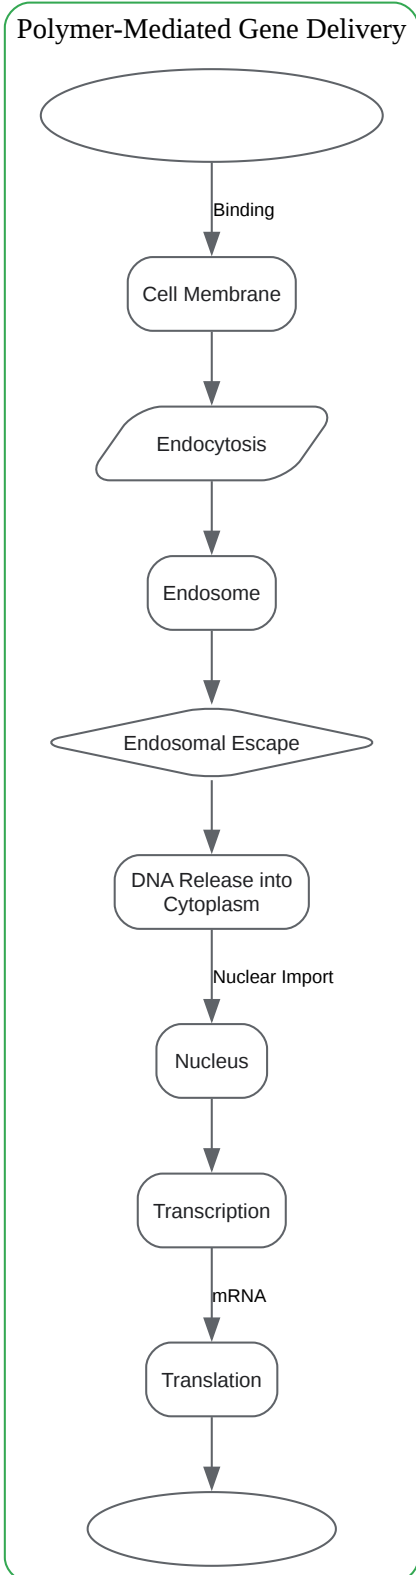 Polymer-Mediated Gene Delivery
Binding
Cell Membrane
Endocytosis
Endosome
Endosomal Escape
DNA Release into
Cytoplasm
Nuclear Import
Nucleus
Transcription
mRNA
Translation